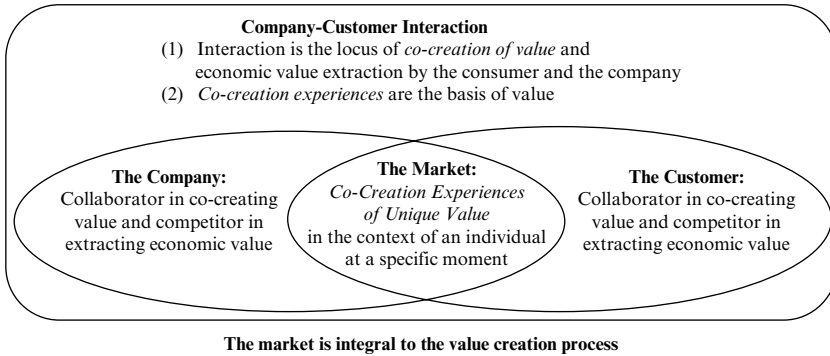 Company-Customer Interaction
(1) Interaction is the locus of co-creation of value and
economic value extraction by the consumer and the company
(2) Co-creation experiences are the basis of value
The Company:
Collaborator in co-creating
value and competitor in
extracting economic value
The Market:
Co-Creation Experiences
of Unique Value
in the context of an individual
at a specific moment
The Customer:
Collaborator in co-creating
value and competitor in
extracting economic value
The market is integral to the value creation process